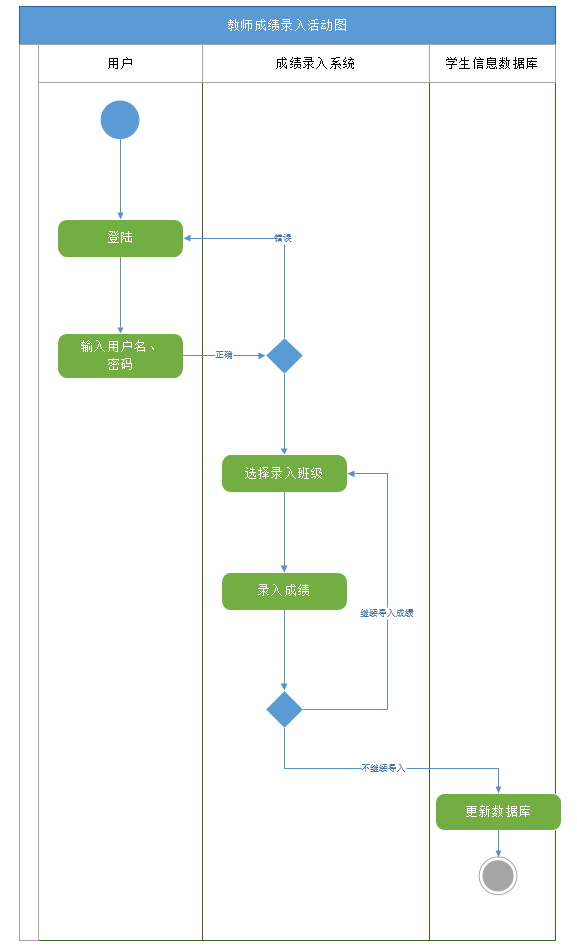 教师成绩录入活动图
用户
成绩录入系统
学生信息数据库
登陆
错误
输入用户名、
密码
正确
选择录入班级
录入成绩
继续导入成绩
不继续导入
更新数据库